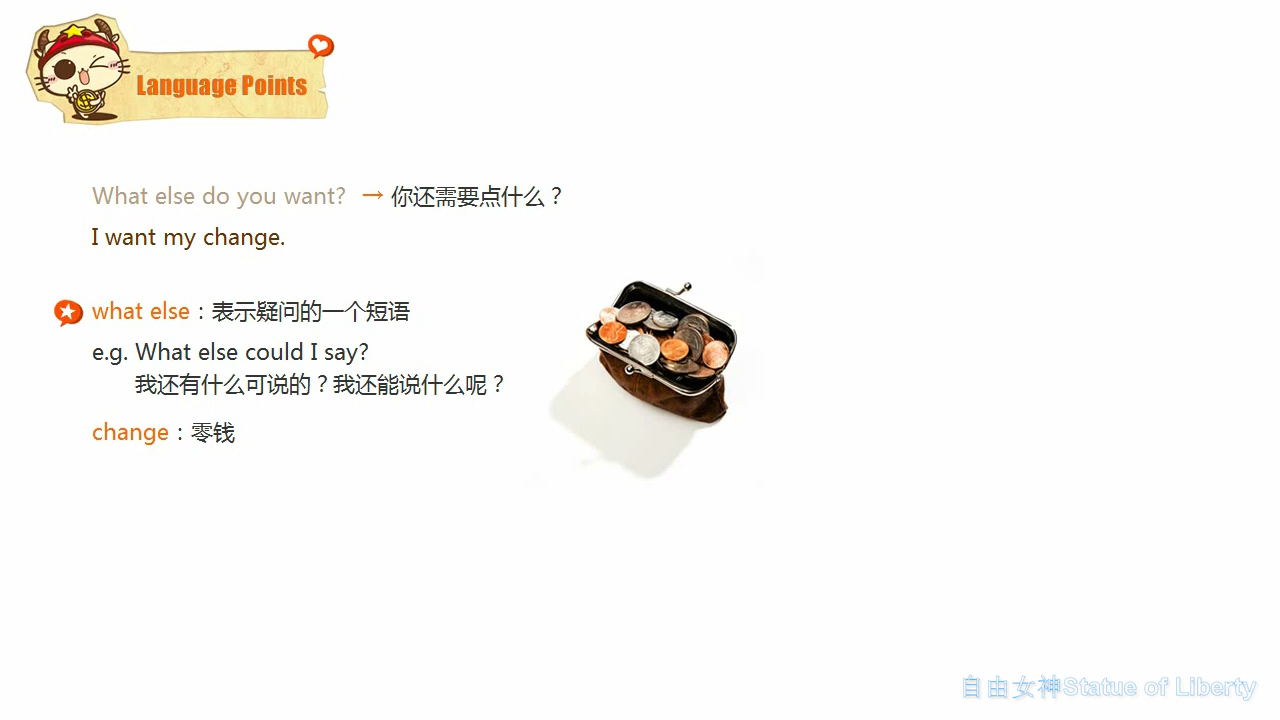 Language Points
What else do you want? → 你还需要点什么？
I want my change.
what else：表示疑问的一个短语
e.g. What else could I say?
我还有什么可说的？我还能说什么呢？
change：零钱
自由女神Statue of Liberty